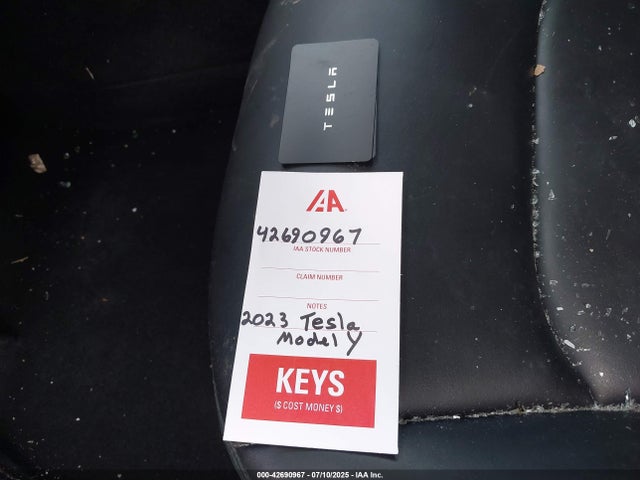 TESLA
IAA
42690967
IAA STOCK NUMBER
CLAIM NUMBER
NOTES
2023 Tesla
Model Y
KEYS
($ COST MONEY $)
000-42690967 - 07/10/2025 - IAA Inc.